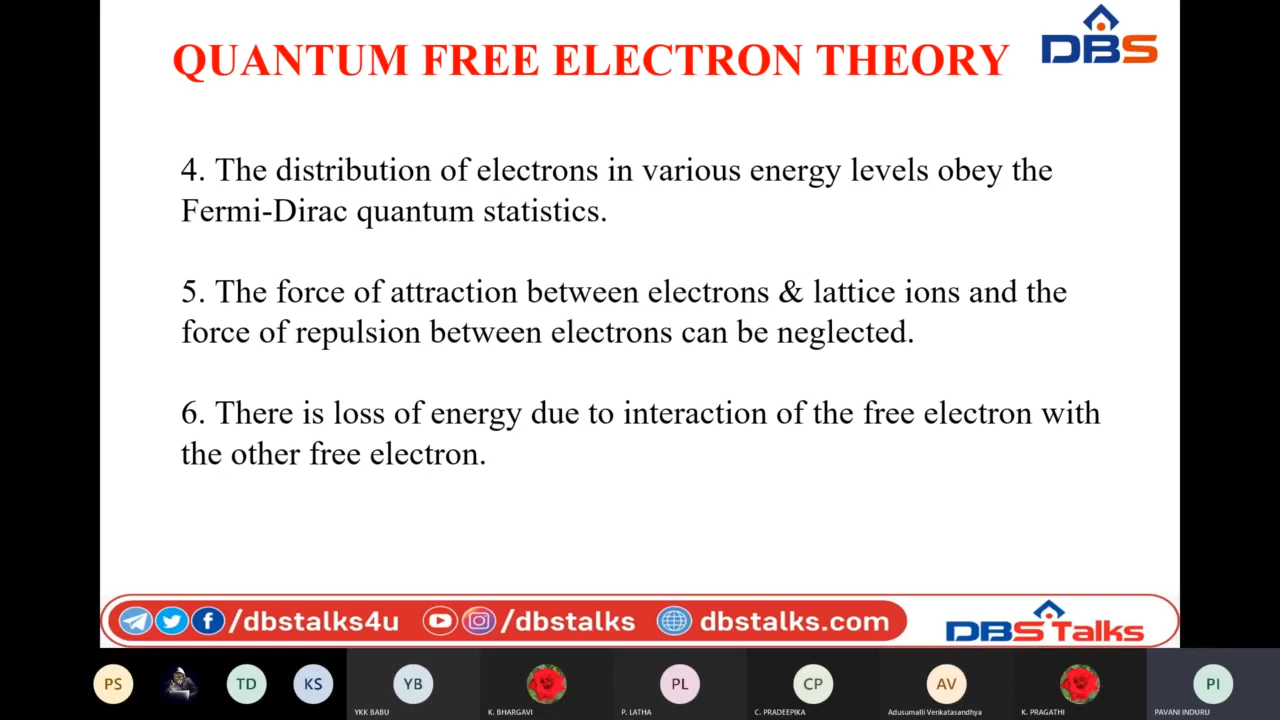 QUANTUM FREE ELECTRON THEORY
DBS
4. The distribution of electrons in various energy levels obey the
Fermi-Dirac quantum statistics.
5. The force of attraction between electrons & lattice ions and the
force of repulsion between electrons can be neglected.
6. There is loss of energy due to interaction of the free electron with
the other free electron.
/dbstalks4u /dbstalks dbstalks.com
DBS Talks
PS TD KS YB PL CP AV PI
YKK BABU K. BHARGAVI P. LATHA C. PRADEEPIKA Adusumalli Venkatasandhya K. PRAGATHI PAVANI INDURU